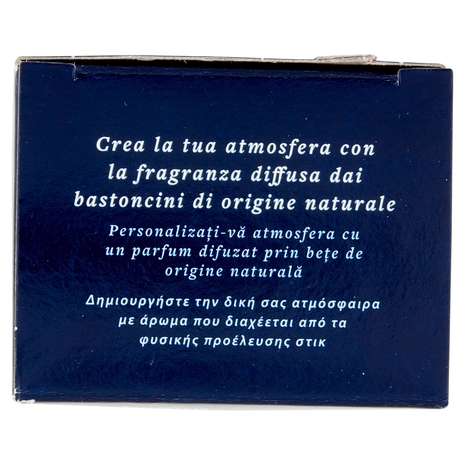 Crea la tua atmosfera con
la fragranza diffusa dai
bastoncini di origine naturale
Personalizați-vă atmosfera cu
un parfum difuzat prin bețe de
origine naturală
Δημιουργήστε την δική σας ατμόσφαιρα
με άρωμα που διαχέεται από τα
φυσικής προέλευσης στικ